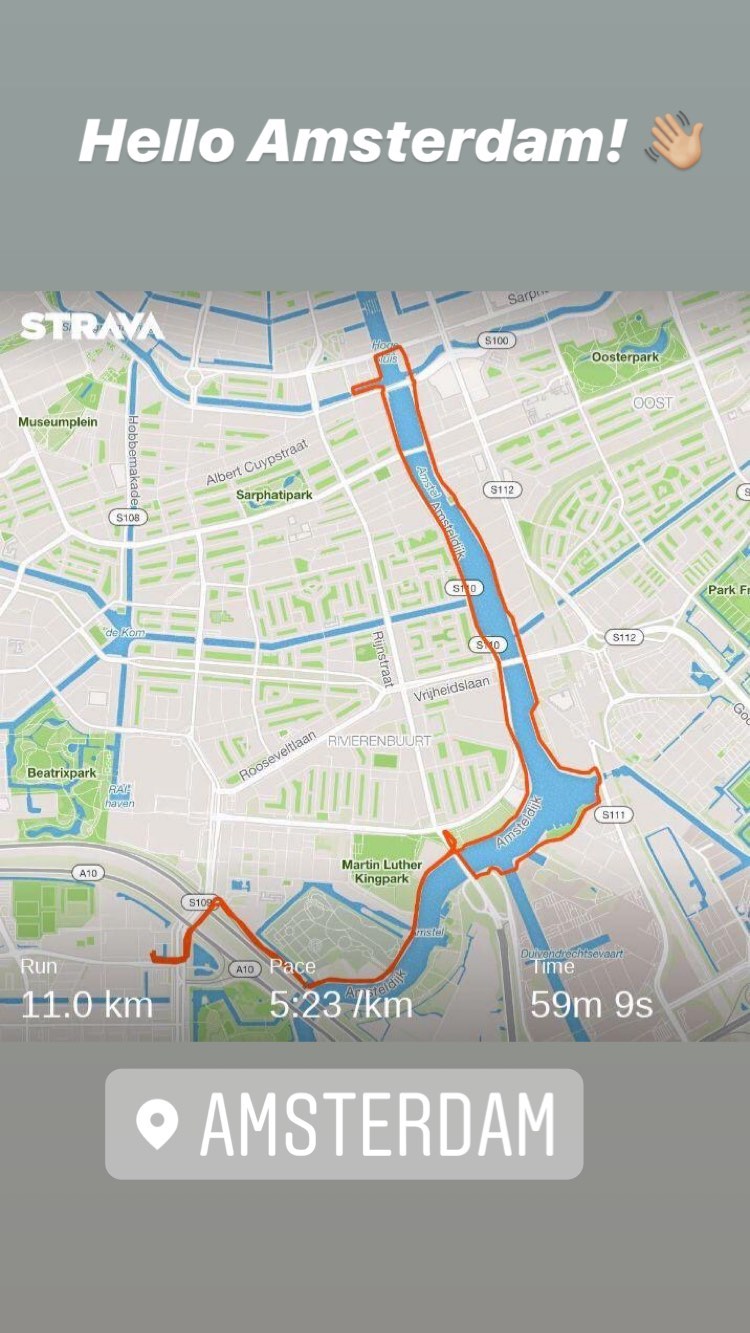 Hello Amsterdam! 👋🏼
STRAVA
Sarph
Hoge
sluis
S100
Oosterpark
OOST
Museumplein
Hobbemakade
Albert Cuypstraat
Sarphatipark
S108
S112
Amstel
Amsteldijk
S110
Park Fr
"de Kom
S110
S112
Rijnstraat
Vrijheidslaan
RIVIERENBUURT
Rooseveltlaan
Beatrixpark
RAI-
haven
Amsteldijk
S111
Martin Luther
Kingpark
A10
S109
Amstel
Duivendrechtsevaart
A10
Amsteldijk
Run
Pace
Time
11.0 km
5:23 /km
59m 9s
AMSTERDAM